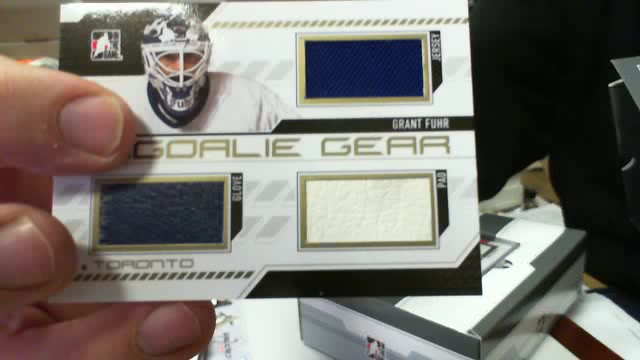 JERSEY
GRANT FUHR
GOALIE GEAR
GLOVE
PAD
TORONTO